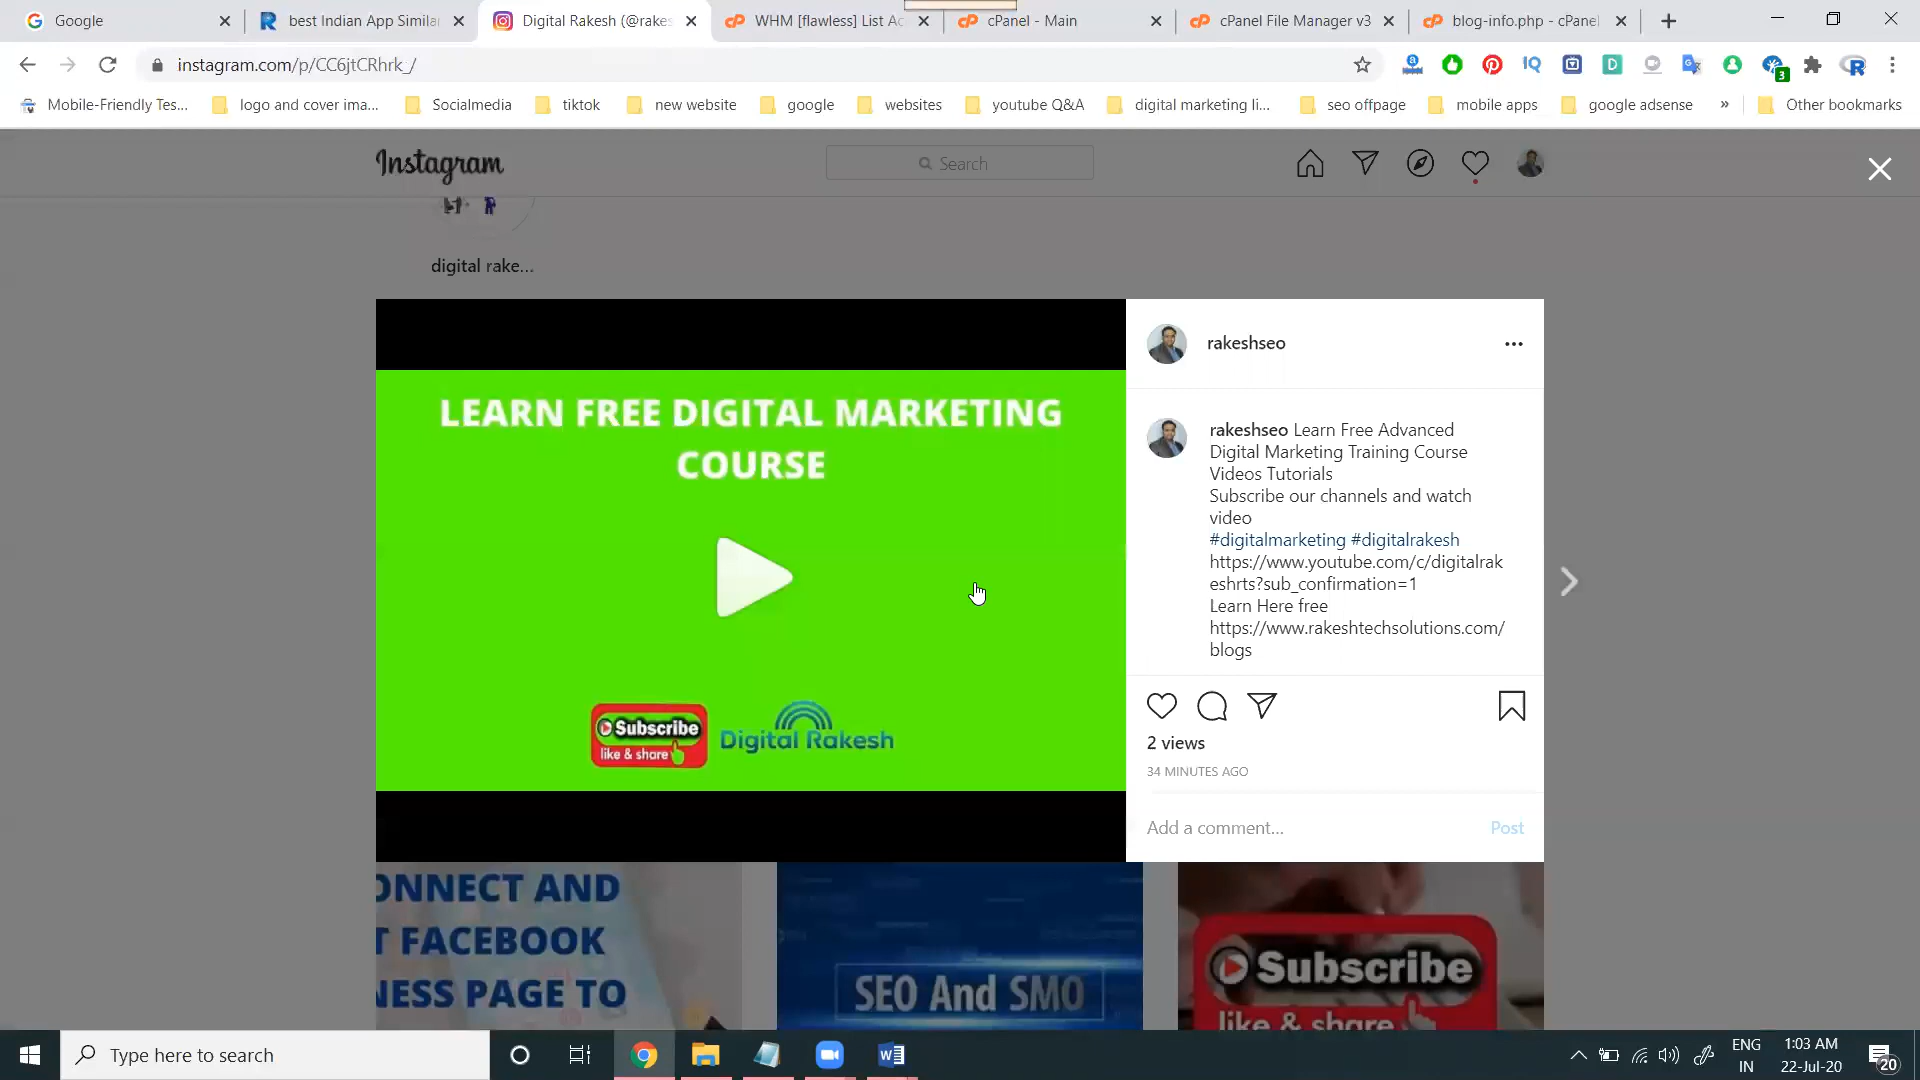 Google
best Indian App Similar
Digital Rakesh (@rakes
WHM [flawless] List Ac
cPanel - Main
cPanel File Manager v3
blog-info.php - cPanel
instagram.com/p/CC6jtCRhrk_/
Mobile-Friendly Tes...
logo and cover ima...
Socialmedia
tiktok
new website
google
websites
youtube Q&A
digital marketing li...
seo offpage
mobile apps
google adsense
Other bookmarks
Instagram
Search
digital rake...
LEARN FREE DIGITAL MARKETING
COURSE
Subscribe
like & share
Digital Rakesh
rakeshseo
rakeshseo Learn Free Advanced
Digital Marketing Training Course
Videos Tutorials
Subscribe our channels and watch
video
#digitalmarketing #digitalrakesh
https://www.youtube.com/c/digitalrak
eshrts?sub_confirmation=1
Learn Here free
https://www.rakeshtechsolutions.com/
blogs
2 views
34 MINUTES AGO
Add a comment...
Post
ONNECT AND
T FACEBOOK
NESS PAGE TO
SEO And SMO
Subscribe
like & share
Type here to search
ENG
IN
1:03 AM
22-Jul-20
20